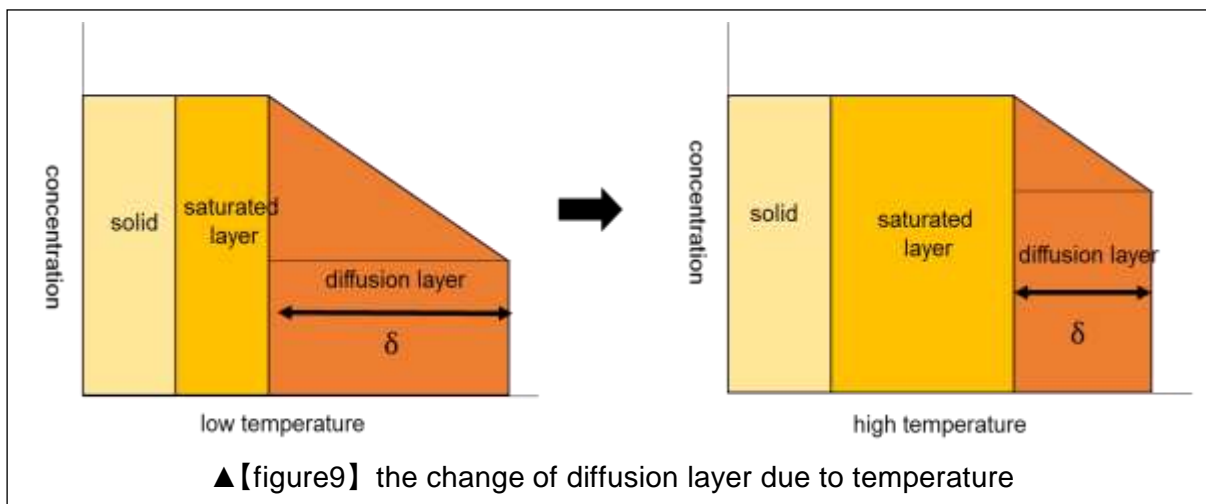 concentration
solid
saturated
layer
diffusion layer
δ
low temperature
concentration
solid
saturated
layer
diffusion layer
δ
high temperature
▲【figure9】 the change of diffusion layer due to temperature